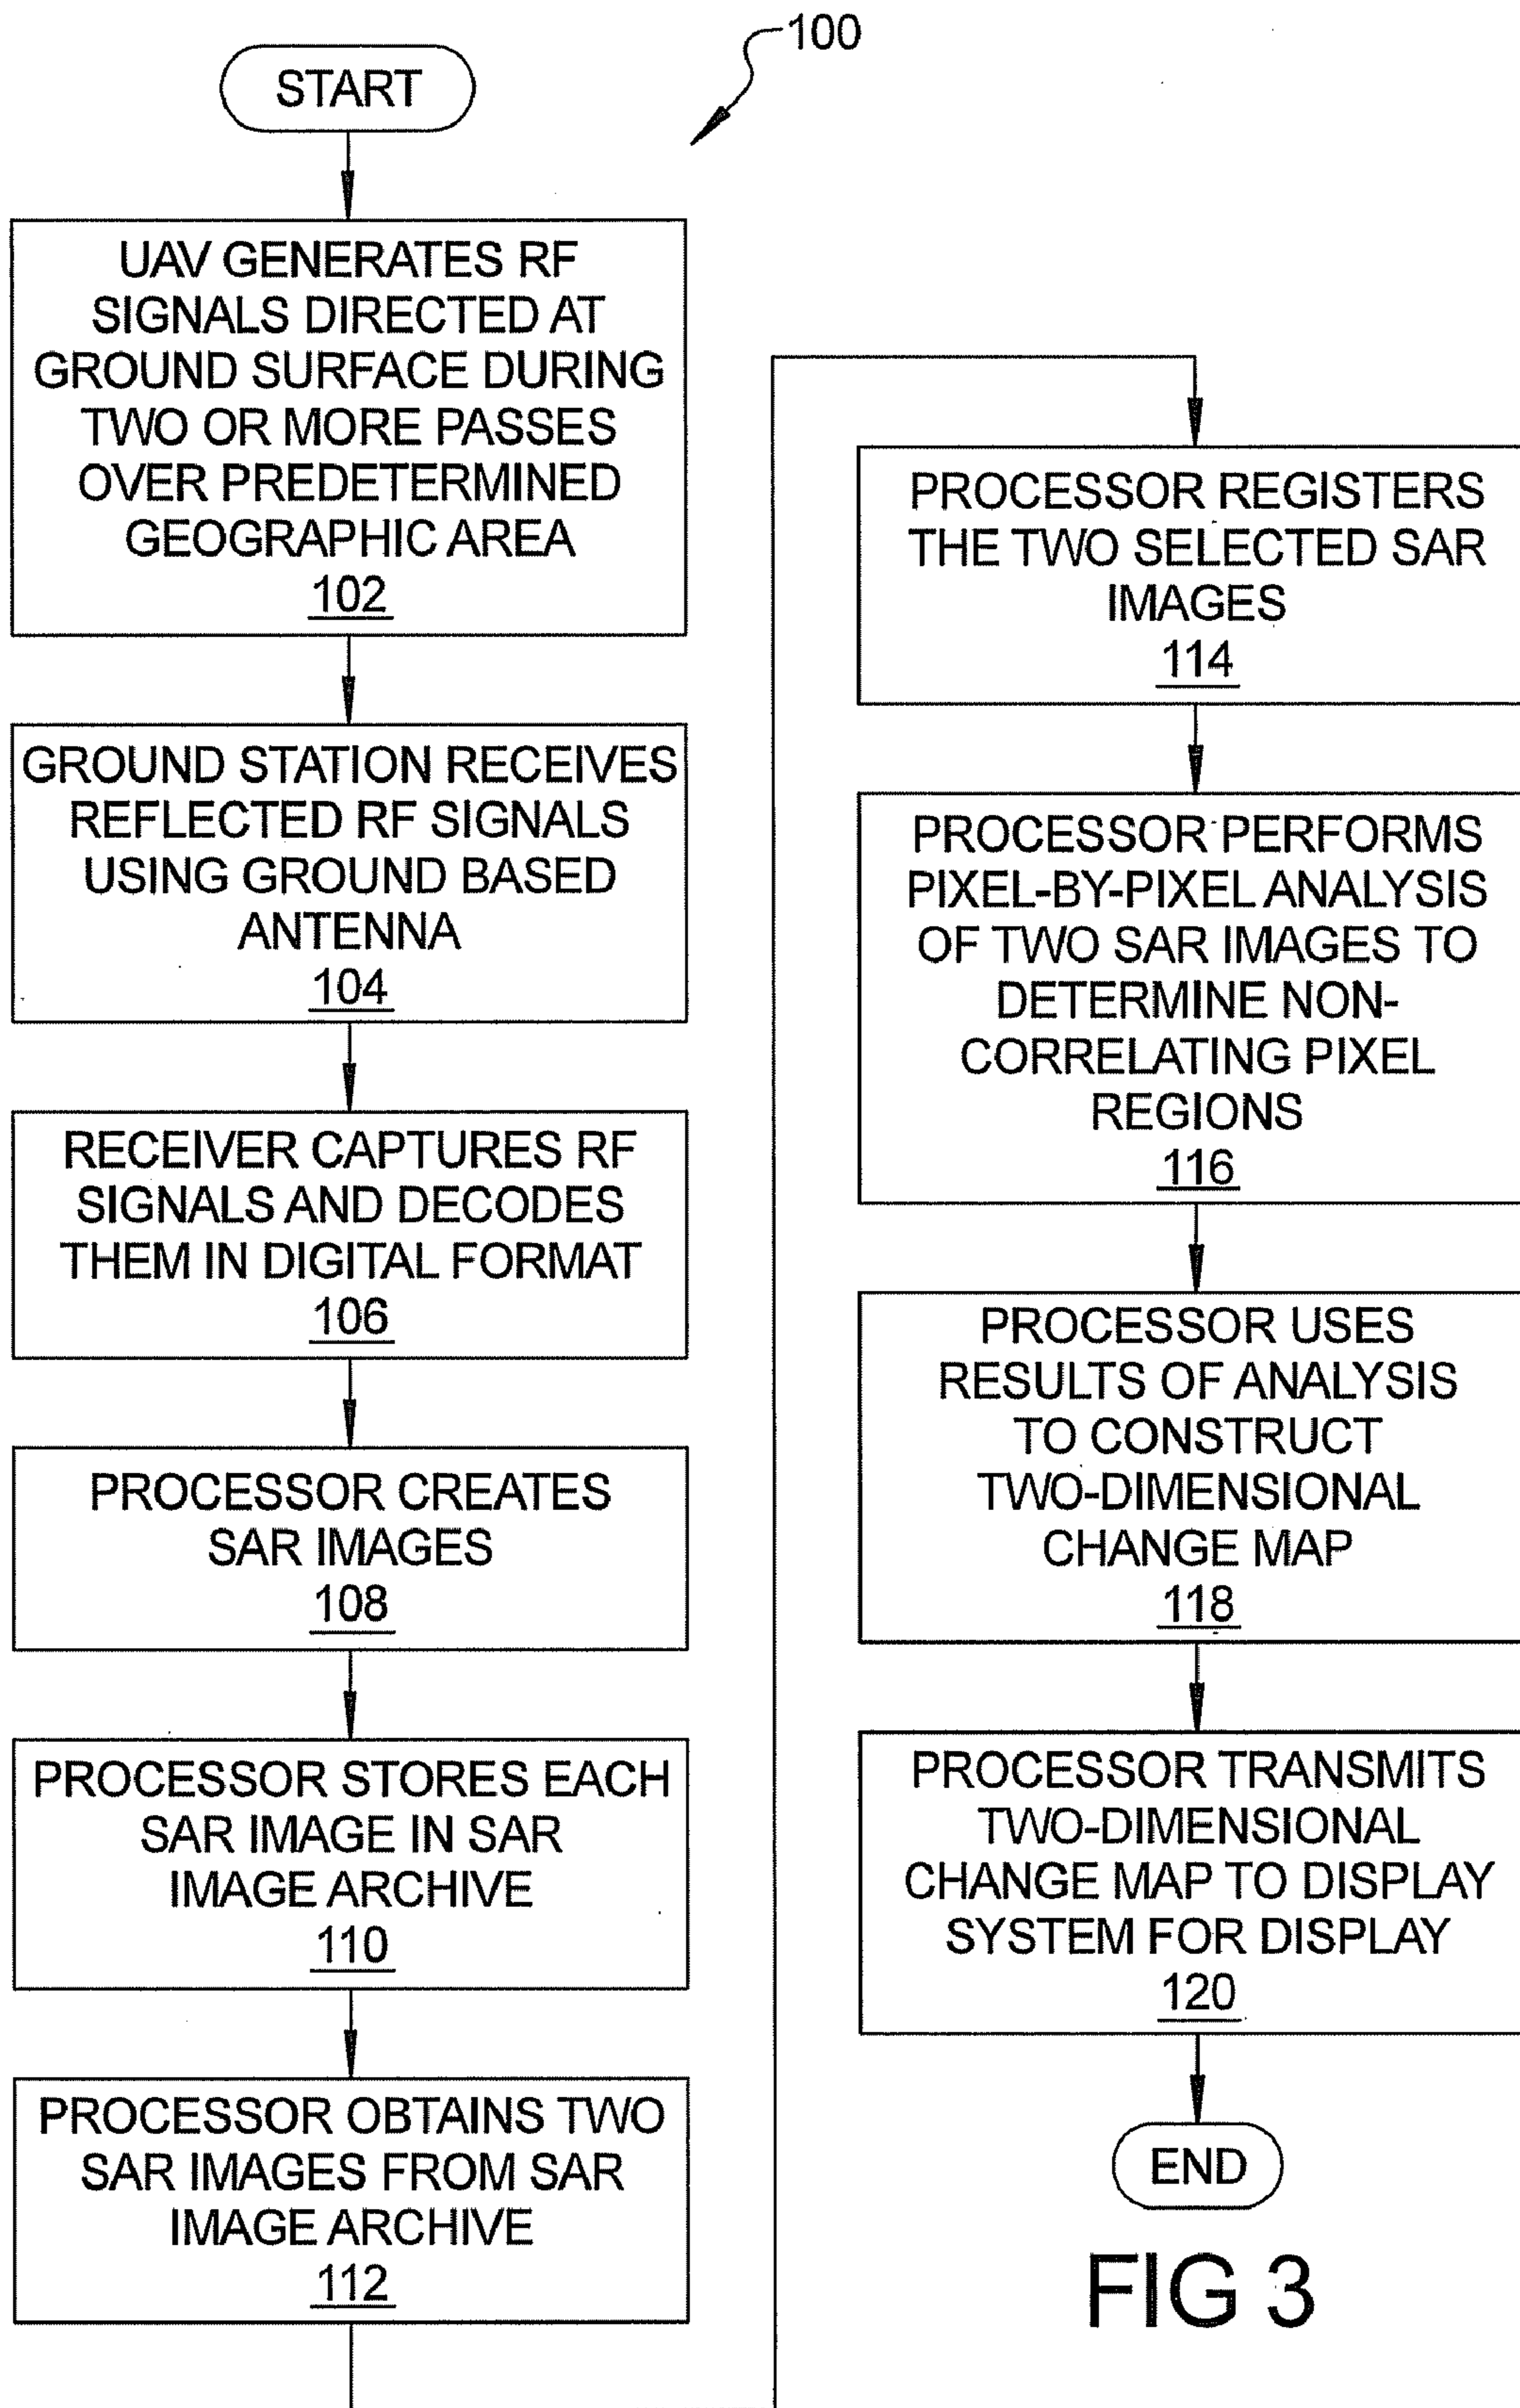 100
START
UAV GENERATES RF
SIGNALS DIRECTED AT
GROUND SURFACE DURING
TWO OR MORE PASSES
OVER PREDETERMINED
GEOGRAPHIC AREA
102
GROUND STATION RECEIVES
REFLECTED RF SIGNALS
USING GROUND BASED
ANTENNA
104
RECEIVER CAPTURES RF
SIGNALS AND DECODES
THEM IN DIGITAL FORMAT
106
PROCESSOR CREATES
SAR IMAGES
108
PROCESSOR STORES EACH
SAR IMAGE IN SAR
IMAGE ARCHIVE
110
PROCESSOR OBTAINS TWO
SAR IMAGES FROM SAR
IMAGE ARCHIVE
112
PROCESSOR REGISTERS
THE TWO SELECTED SAR
IMAGES
114
PROCESSOR PERFORMS
PIXEL-BY-PIXEL ANALYSIS
OF TWO SAR IMAGES TO
DETERMINE NON-
CORRELATING PIXEL
REGIONS
116
PROCESSOR USES
RESULTS OF ANALYSIS
TO CONSTRUCT
TWO-DIMENSIONAL
CHANGE MAP
118
PROCESSOR TRANSMITS
TWO-DIMENSIONAL
CHANGE MAP TO DISPLAY
SYSTEM FOR DISPLAY
120
END
FIG 3